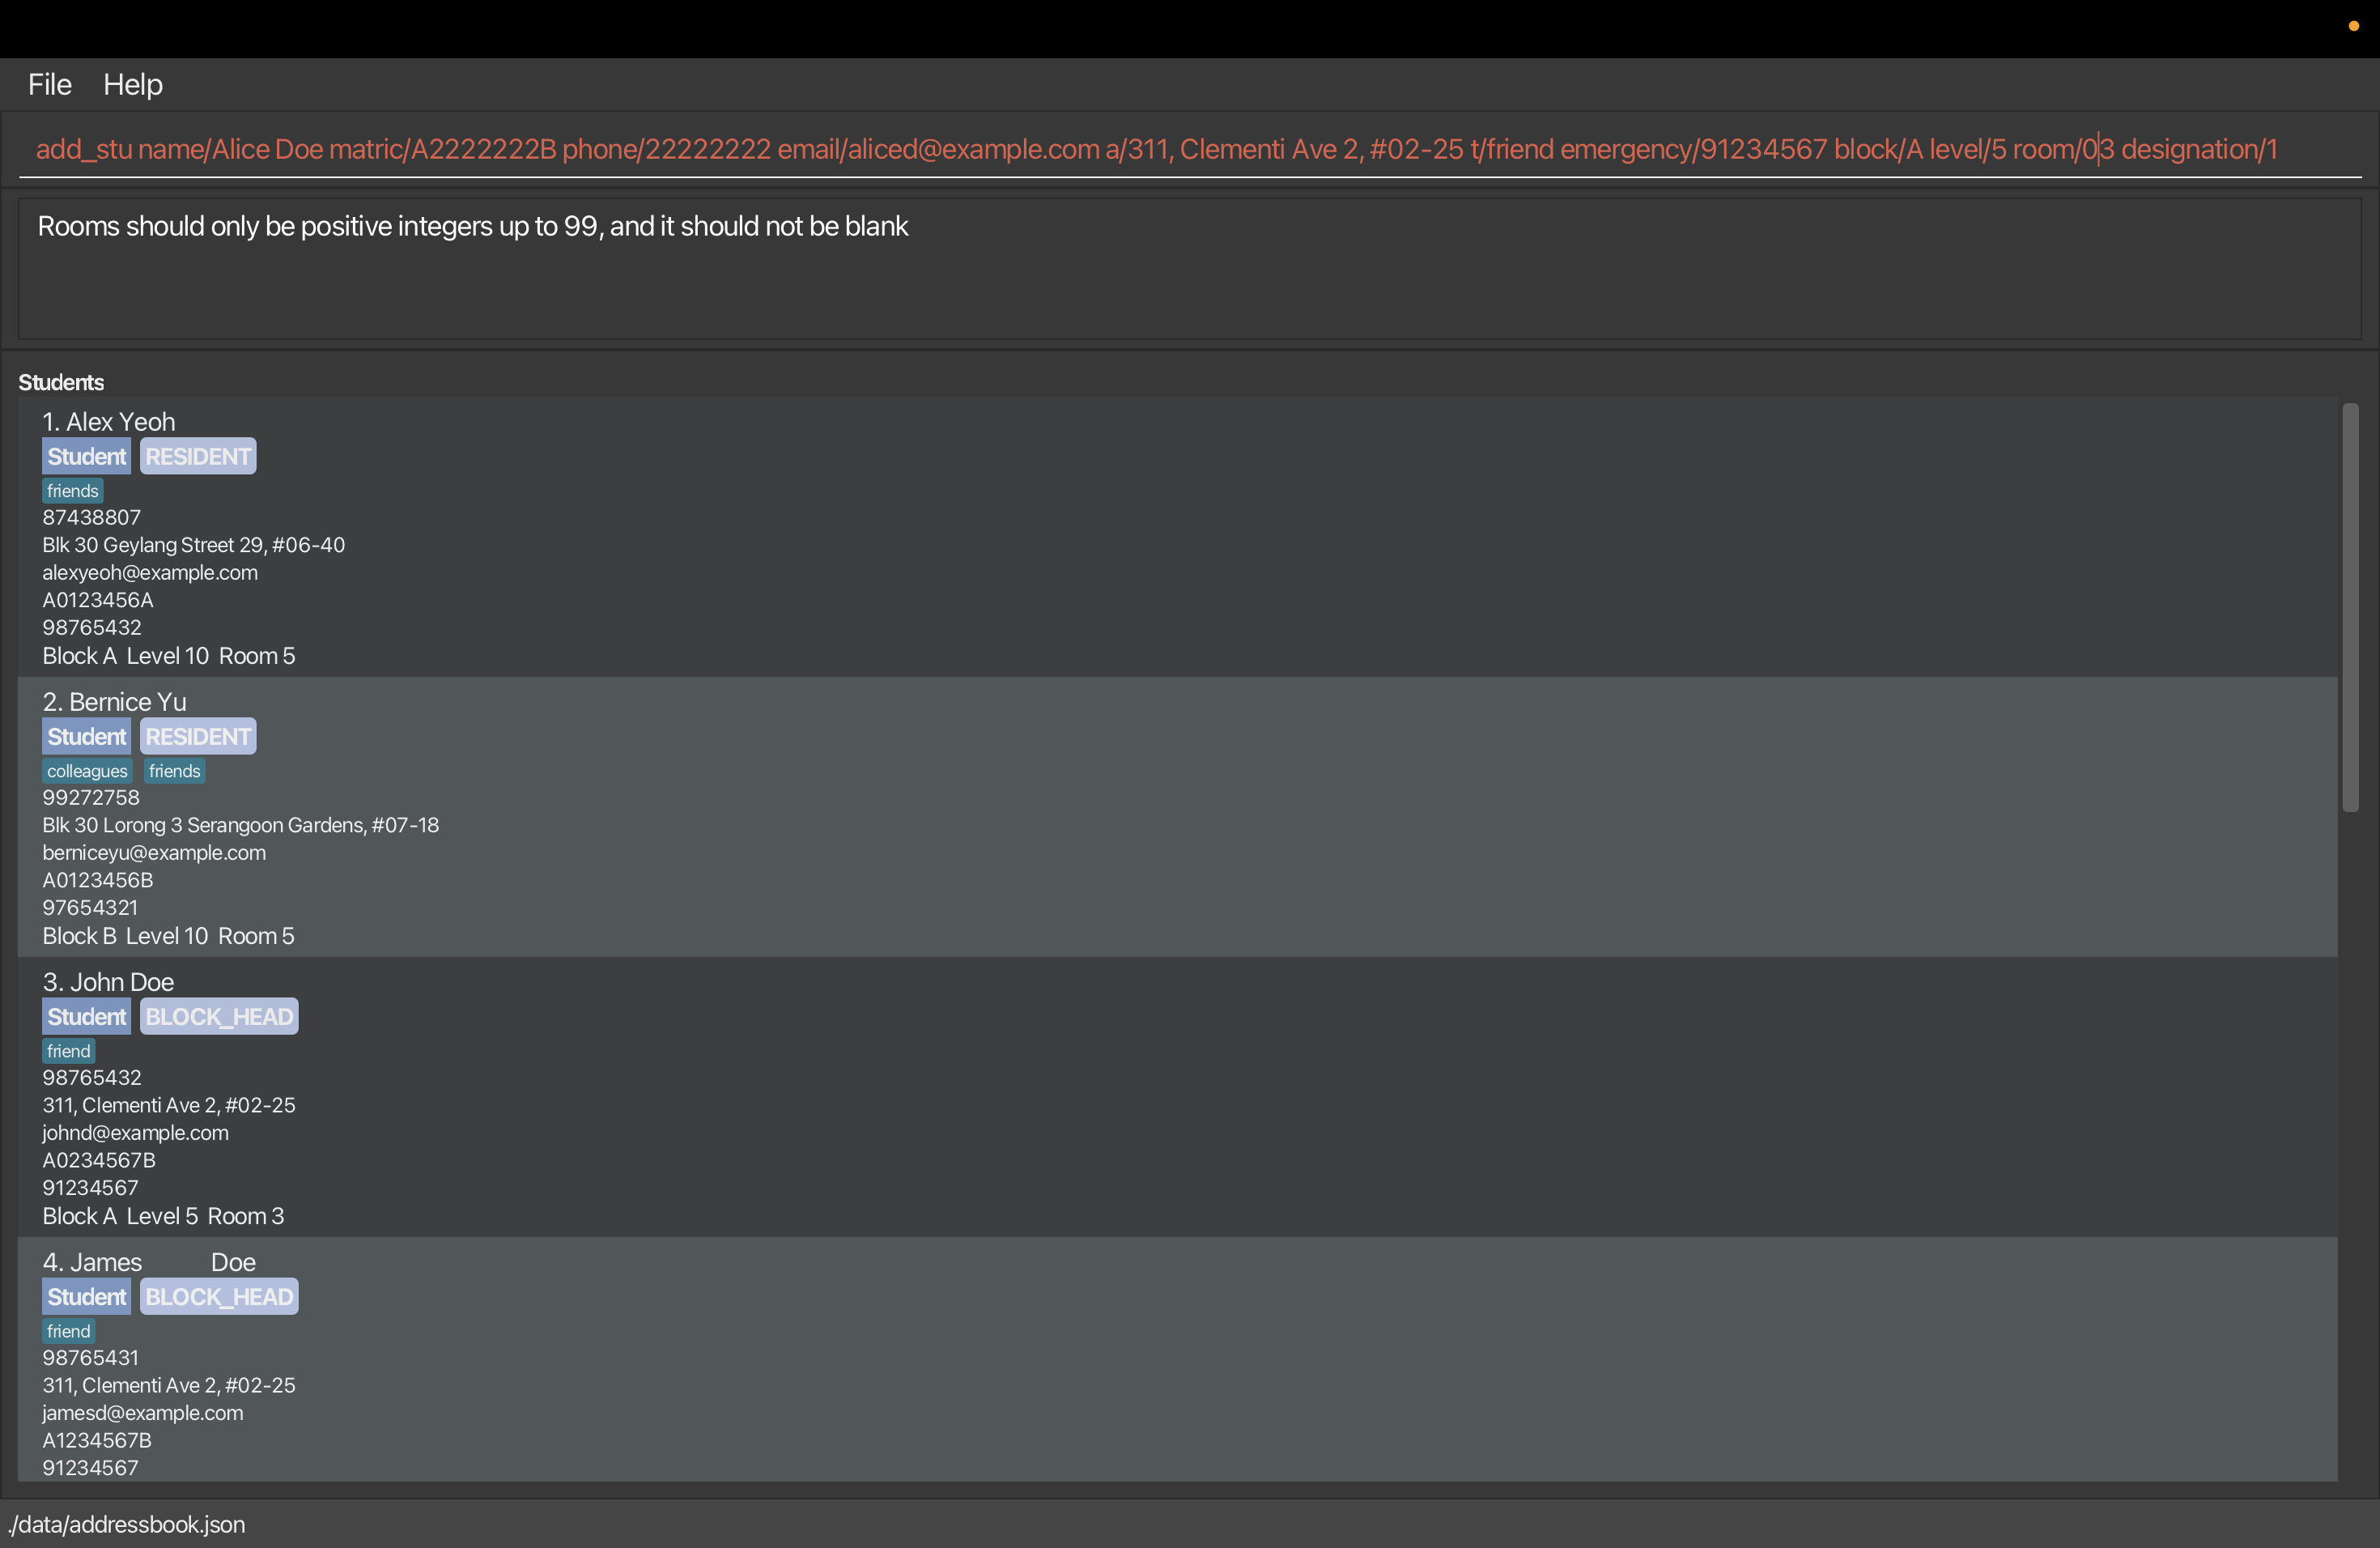 File Help
add_stu name/Alice Doe matric/A2222222B phone/22222222 email/aliced@example.com a/311, Clementi Ave 2, #02-25 t/friend emergency/91234567 block/A level/5 room/03 designation/1
Rooms should only be positive integers up to 99, and it should not be blank
Students
1. Alex Yeoh
Student RESIDENT
friends
87438807
Blk 30 Geylang Street 29, #06-40
alexyeoh@example.com
A0123456A
98765432
Block A Level 10 Room 5
2. Bernice Yu
Student RESIDENT
colleagues friends
99272758
Blk 30 Lorong 3 Serangoon Gardens, #07-18
berniceyu@example.com
A0123456B
97654321
Block B Level 10 Room 5
3. John Doe
Student BLOCK_HEAD
friend
98765432
311, Clementi Ave 2, #02-25
johnd@example.com
A0234567B
91234567
Block A Level 5 Room 3
4. James Doe
Student BLOCK_HEAD
friend
98765431
311, Clementi Ave 2, #02-25
jamesd@example.com
A1234567B
91234567
./data/addressbook.json